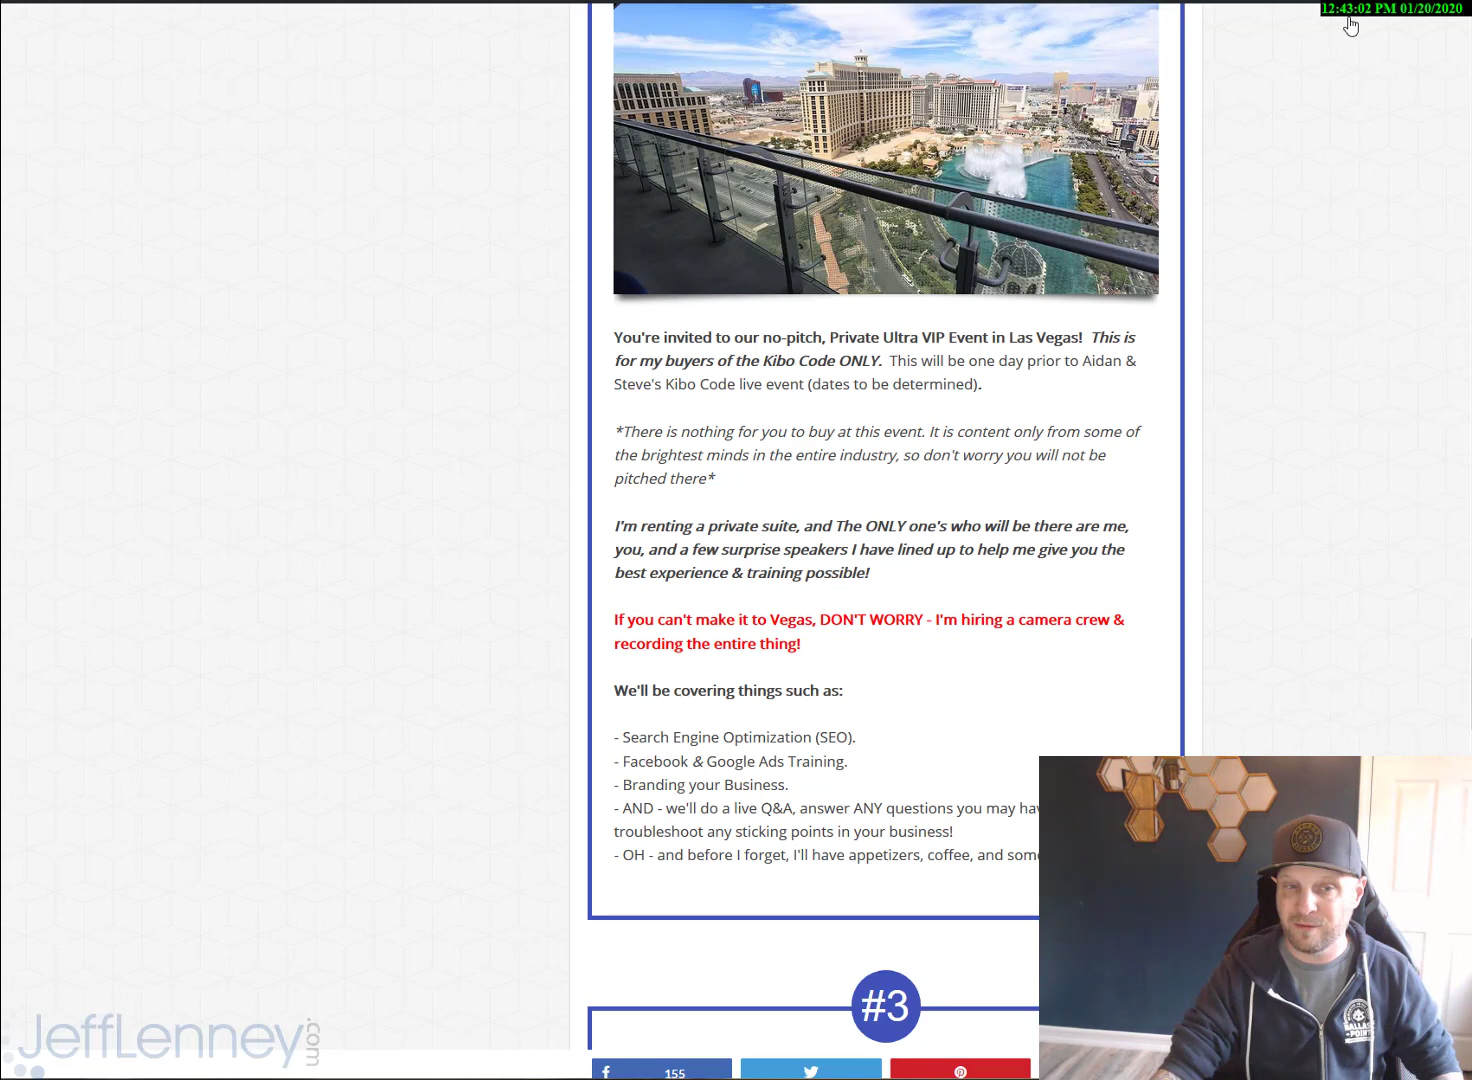 12:43:02 PM 01/20/2020
You're invited to our no-pitch, Private Ultra VIP Event in Las Vegas! This is
for my buyers of the Kibo Code ONLY. This will be one day prior to Aidan &
Steve's Kibo Code live event (dates to be determined).
*There is nothing for you to buy at this event. It is content only from some of
the brightest minds in the entire industry, so don't worry you will not be
pitched there*
I'm renting a private suite, and The ONLY one's who will be there are me,
you, and a few surprise speakers I have lined up to help me give you the
best experience & training possible!
If you can't make it to Vegas, DON'T WORRY - I'm hiring a camera crew &
recording the entire thing!
We'll be covering things such as:
- Search Engine Optimization (SEO).
- Facebook & Google Ads Training.
- Branding your Business.
- AND - we'll do a live Q&A, answer ANY questions you may
troubleshoot any sticking points in your business!
- OH - and before I forget, I'll have appetizers, coffee, and
#3
JeffLenney.com
155
BALLAST
POINT